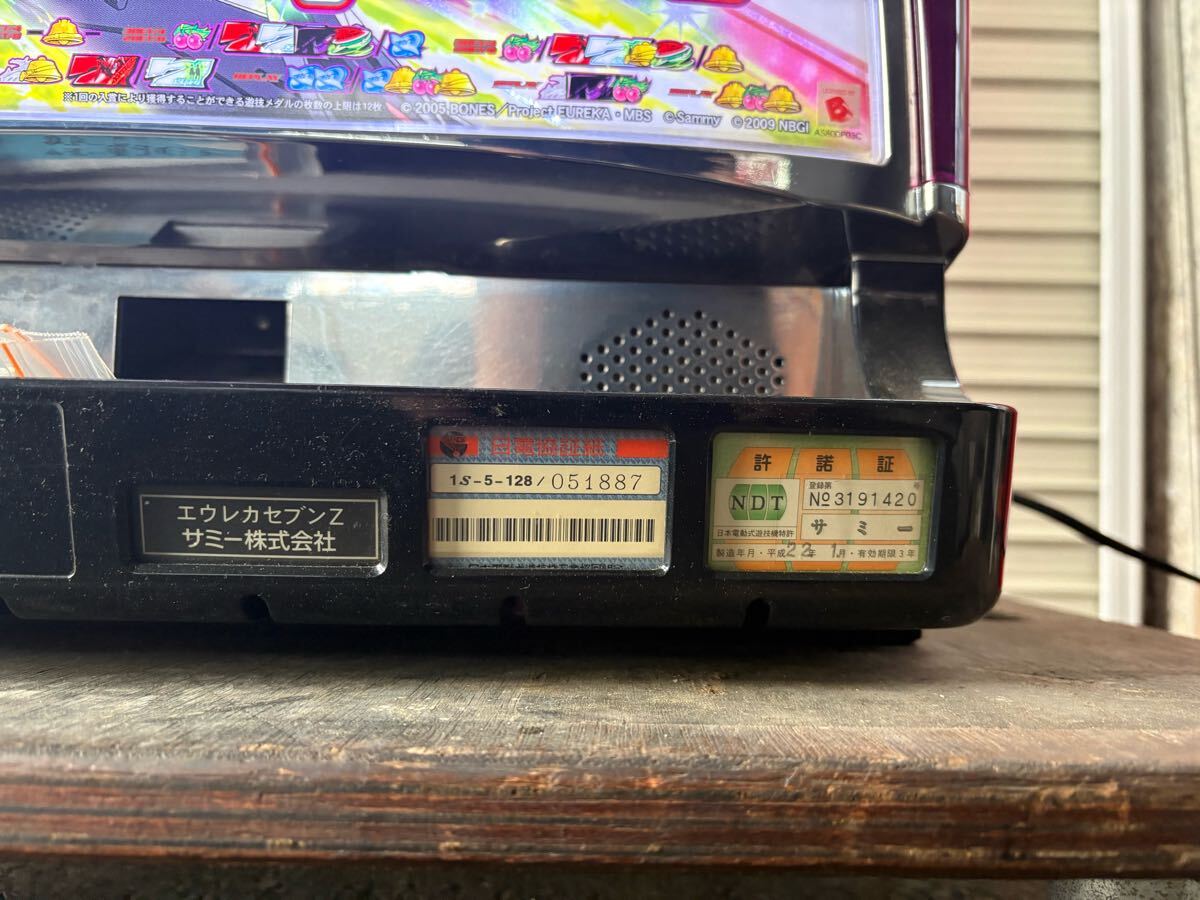 ※1回の入賞により獲得することができる遊技メダルの枚数の上限は12枚
© 2005 BONES／Project EUREKA・MBS ©Sammy © 2009 NBGI
エウレカセブンZ
サミー株式会社
日電協証紙
1S-5-128/051887
許諾証
NDT
登録第
号
№3191420
日本電動式遊技機特許
サミー
製造年月・平成22年1月・有効期限3年